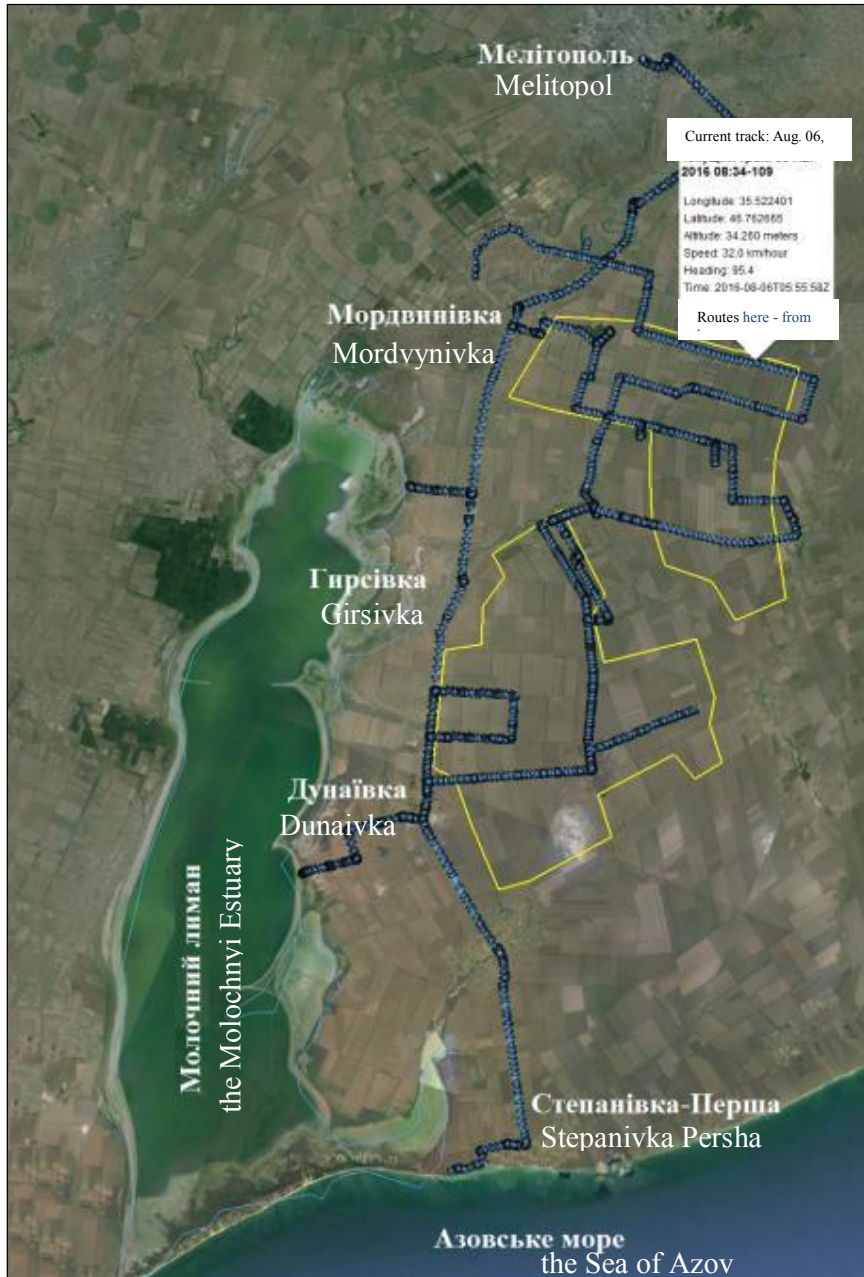 Мелітополь
Melitopol
Current track: Aug. 06,
2016 08:34-109
Longitude: 35.522401
Latitude: 46.762665
Altitude: 34.260 meters
Speed: 32.0 km/hour
Heading: 95.4
Time: 2016-08-06T05:55:58Z
Routes here - from
Мордвинівка
Mordvynivka
Гирсівка
Girsivka
Дунаївка
Dunaivka
Молочний лиман
the Molochnyi Estuary
Степанівка-Перша
Stepanivka Persha
Азовське море
the Sea of Azov